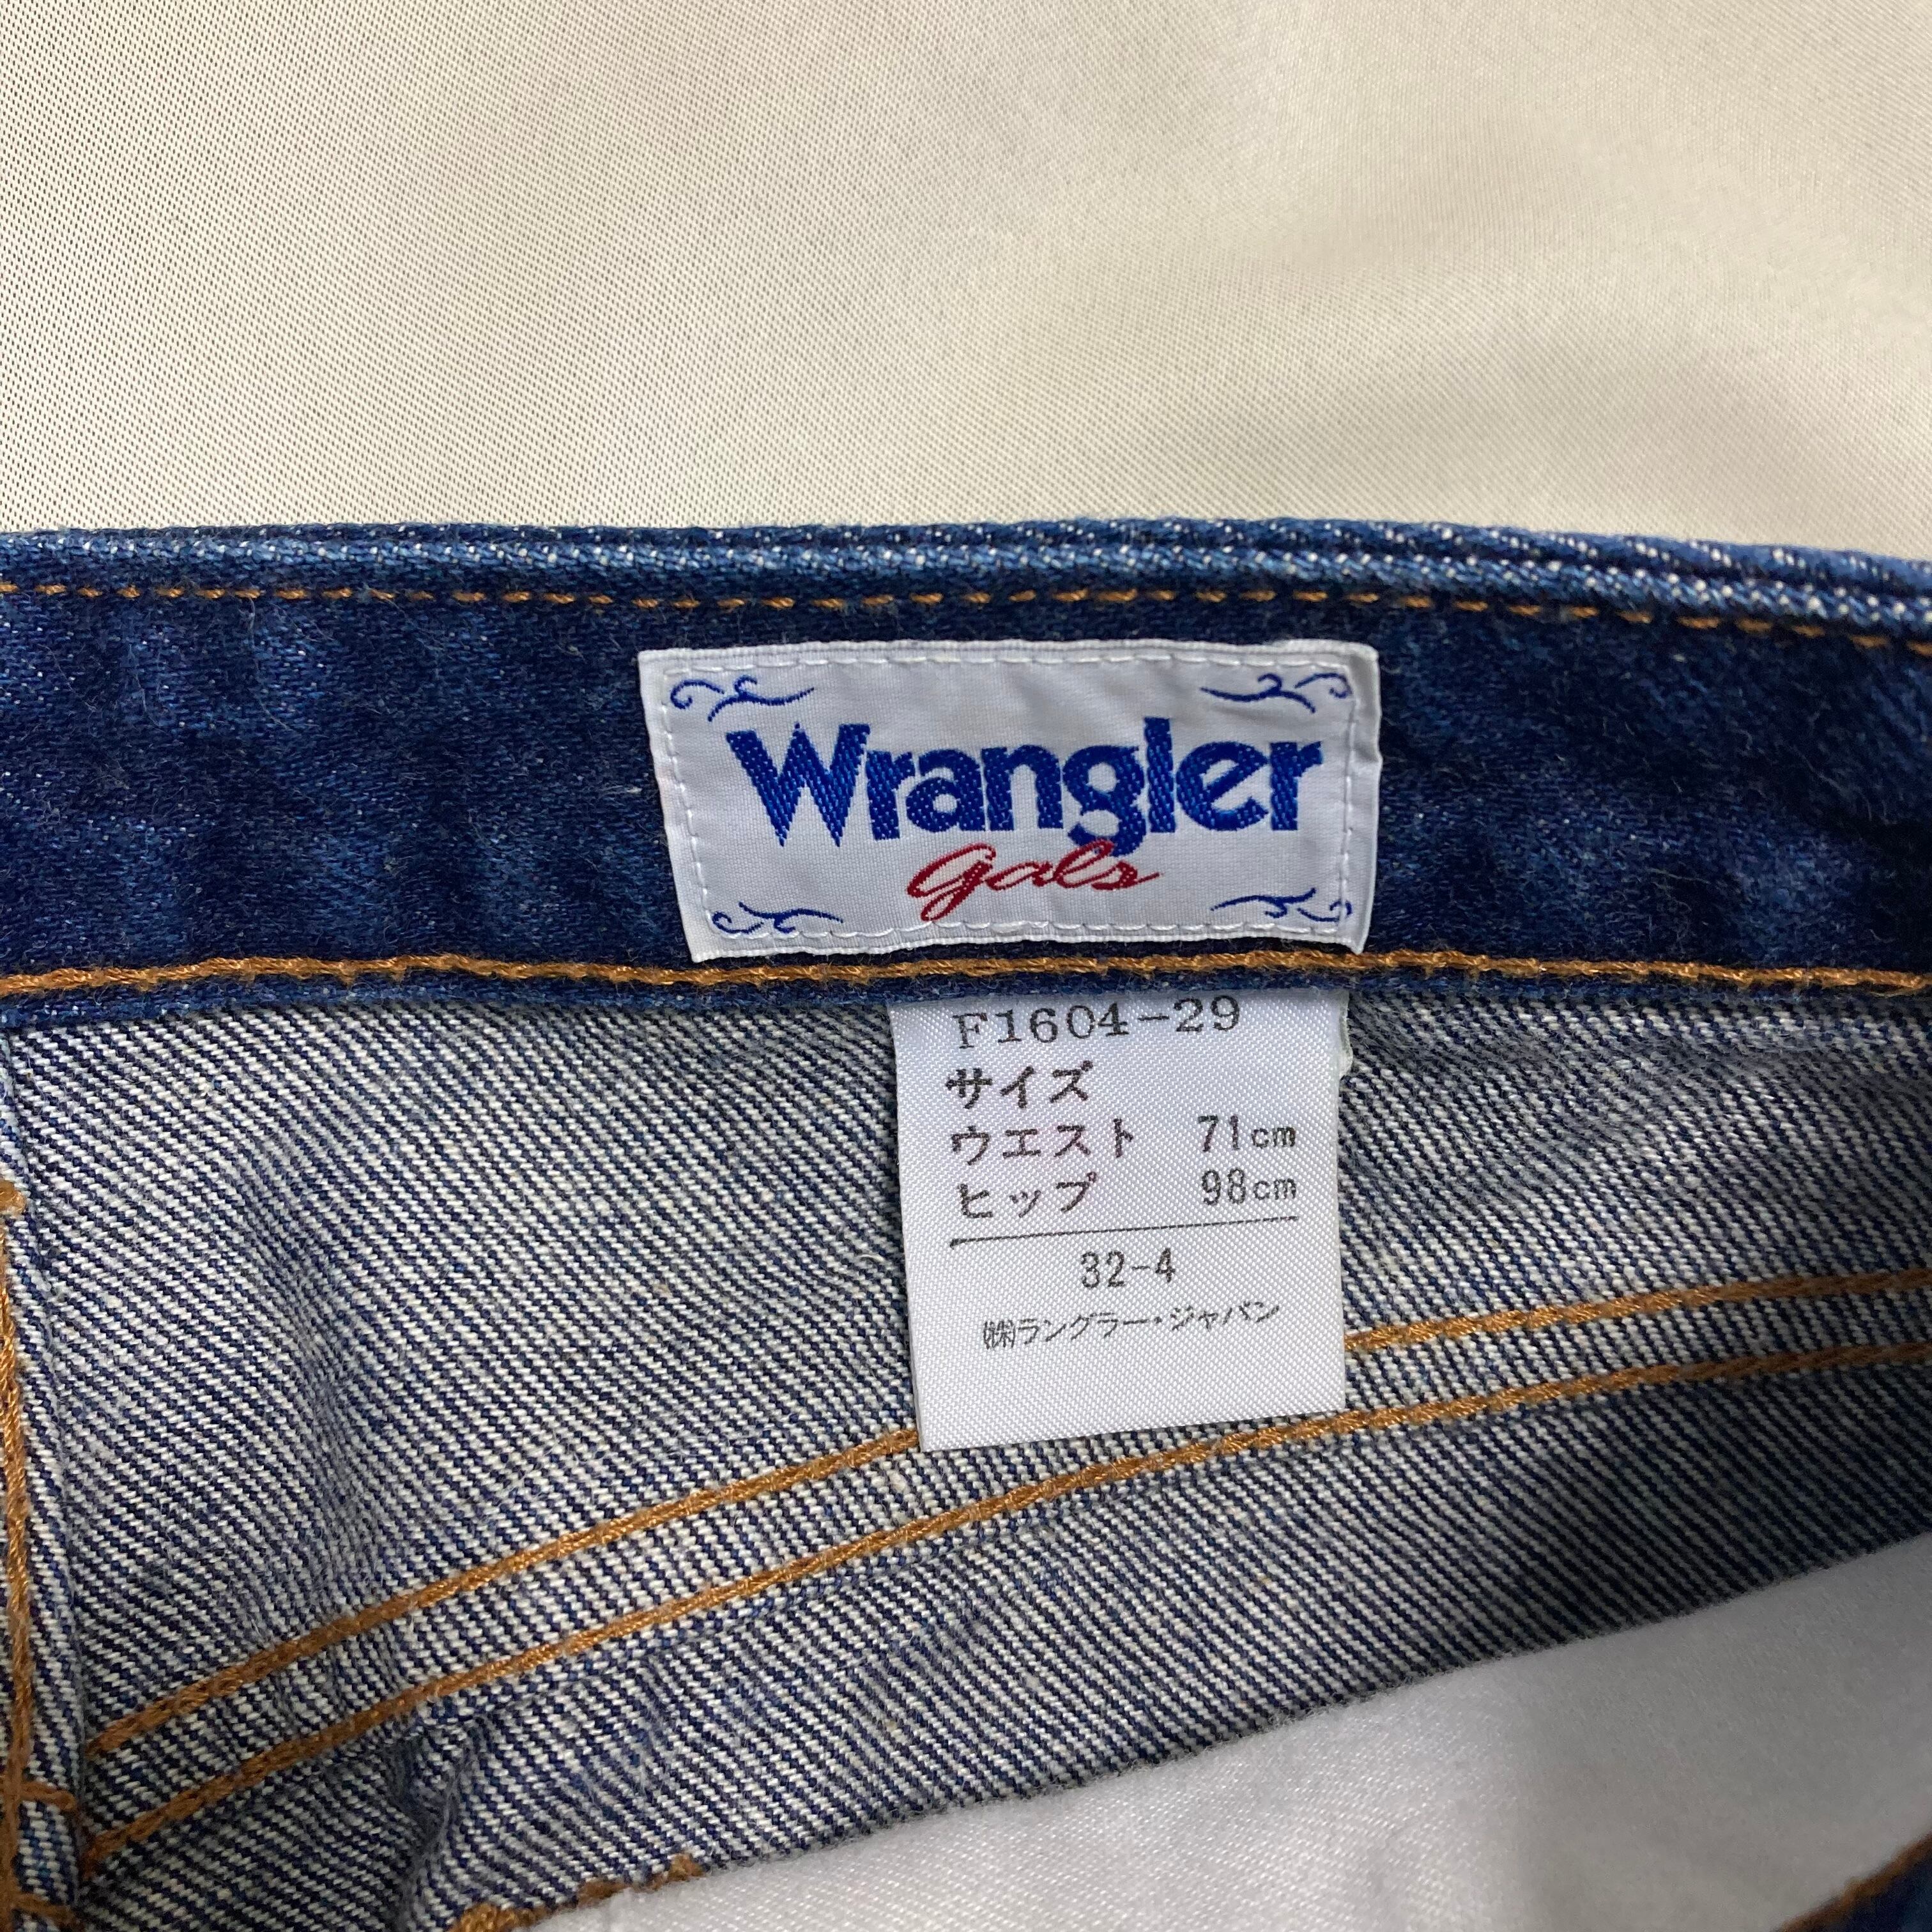 Wrangler
gals
F1604-29
サイズ
ウエスト 71cm
ヒップ 98cm
32-4
㈱ラングラー・ジャパン